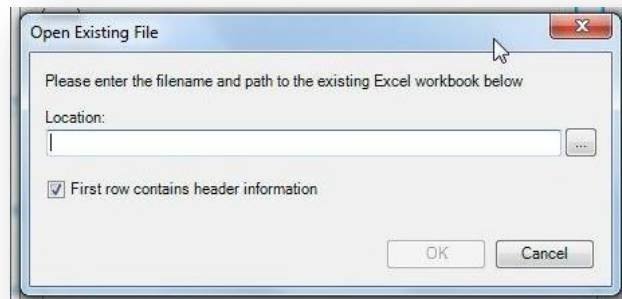 Open Existing File
Please enter the filename and path to the existing Excel workbook below
Location:
...
First row contains header information
OK
Cancel